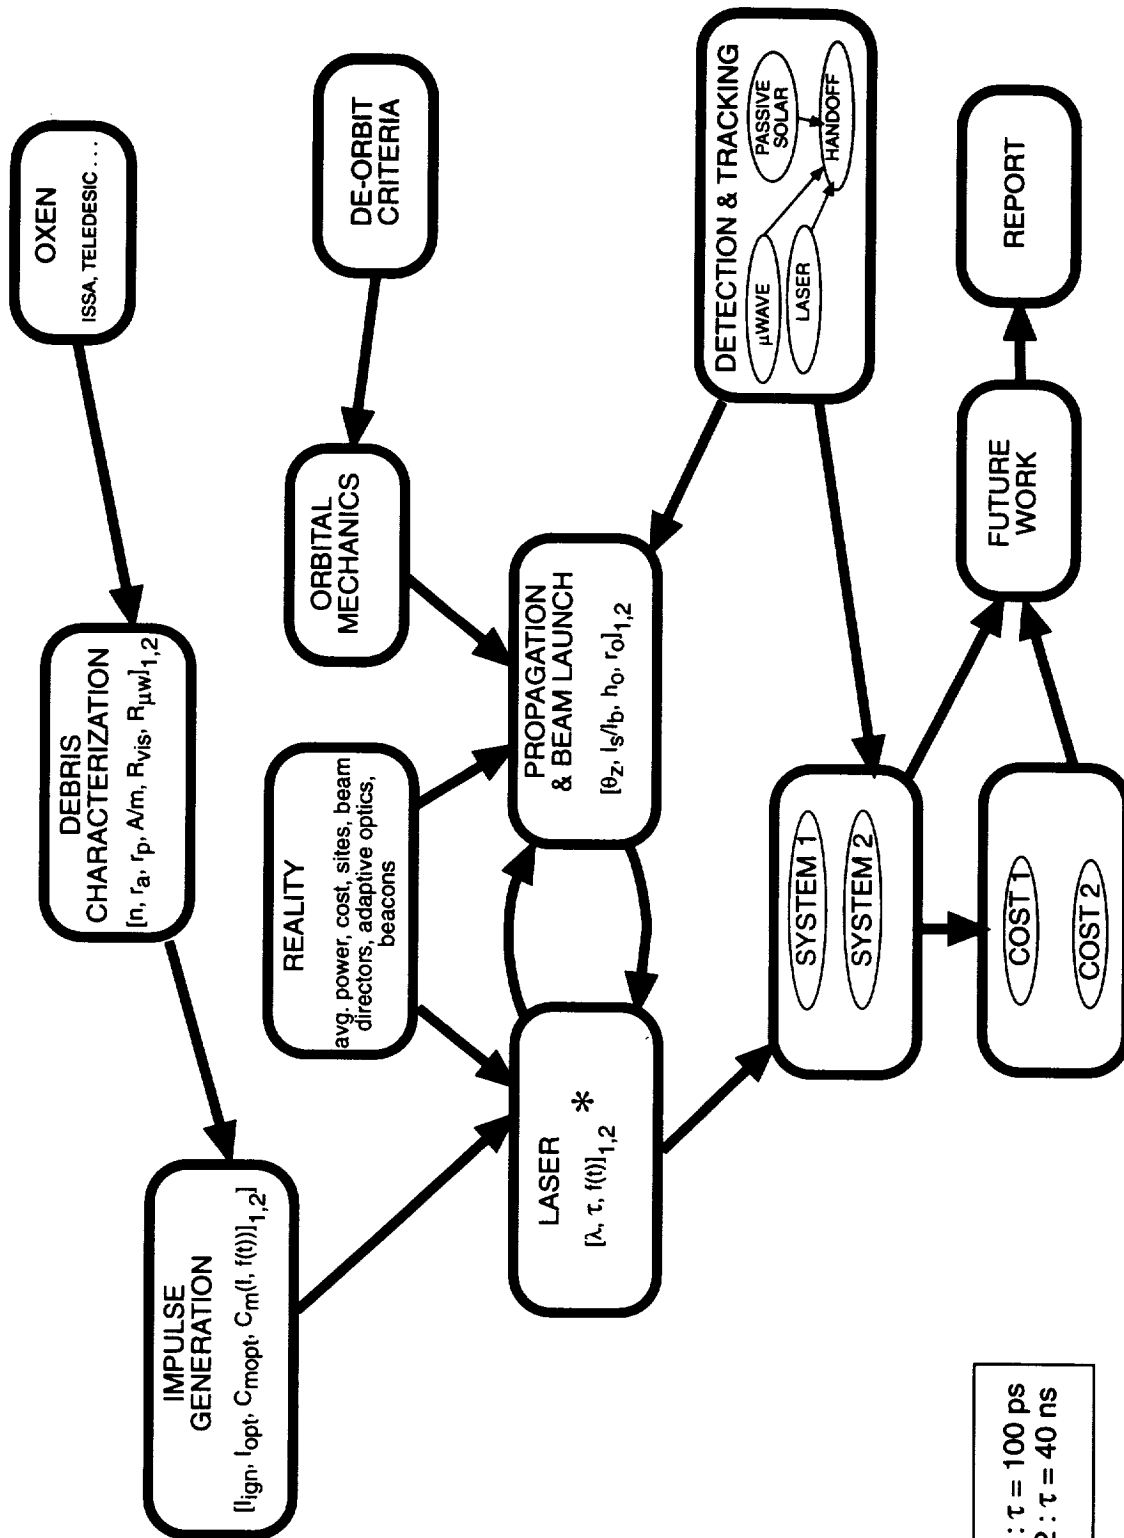 OXEN
ISSA, TELEDESIC ...
DEBRIS
CHARACTERIZATION
[n, ra, rp, A/m, Rvis, Rμw]1,2
IMPULSE
GENERATION
[Iign, Iopt, Cmopt, Cm(I, f(t))]1,2]
DE-ORBIT
CRITERIA
ORBITAL
MECHANICS
REALITY
avg. power, cost, sites, beam
directors, adaptive optics,
beacons
DETECTION & TRACKING
μWAVE
LASER
PASSIVE
SOLAR
HANDOFF
PROPAGATION
& BEAM LAUNCH
[θz, Is/Ib, ho, ro]1,2
LASER
[λ, τ, f(t)]1,2 *
SYSTEM 1
SYSTEM 2
COST 1
COST 2
FUTURE
WORK
REPORT
: τ = 100 ps
2 : τ = 40 ns